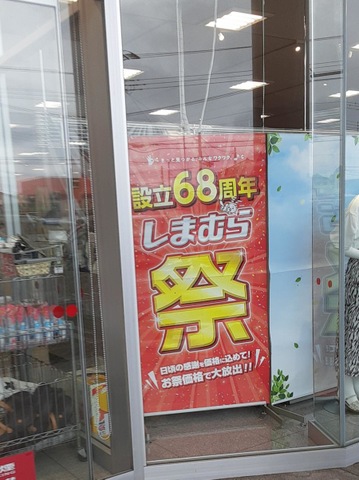 設立68周年
しまむら
祭
日頃の感謝を価格に込めて!
お祭価格で大放出!!